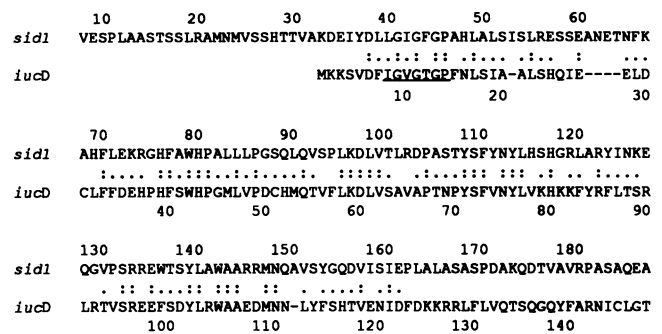 10 20 30 40 50 60
sid1 VESPLAASTSSLRAMNMVSSHTTVAKDEIYDLLGIGFGPAHLALSISLRESSEANETNFK
:..:.:.:: .:.. : .. :. ..
iucD MKKSVDFIGVGTGPFNLSIA-ALSHQIE----ELD
10 20 30
70 80 90 100 110 120
sid1 AHFLEKRGHFAWHPALLLPGSQLQVSPLKDLVTLRDPASTYSFYNYLHSHGRLARYINKE
iucD CLFFDEHPHFSWHPGMLVPDCHMQTVFLKDLVSAVAPTNPYSFVNYLVKHKKFYRFLTSR
40 50 60 70 80 90
130 140 150 160 170 180
sid1 QGVPSRREWTSYLAWAARRMNQAVSYGQDVISIEPLALASASPDAKQDTVAVRPASAQEA
iucD LRTVSREEFSDYLRWAAEDMNN-LYFSHTVENIDFDKKRRLFLVQTSQGQYFARNICLGT
100 110 120 130 140